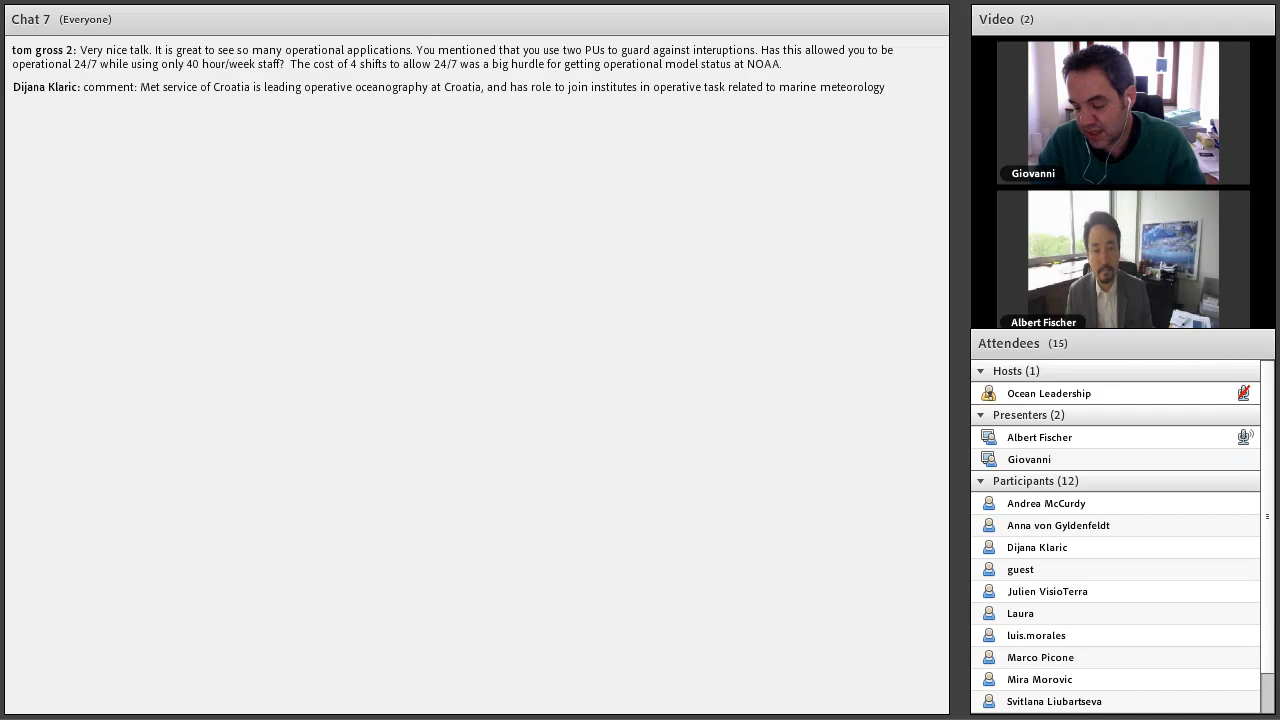 Chat 7 (Everyone)
tom gross 2: Very nice talk. It is great to see so many operational applications. You mentioned that you use two PUs to guard against interuptions. Has this allowed you to be
operational 24/7 while using only 40 hour/week staff? The cost of 4 shifts to allow 24/7 was a big hurdle for getting operational model status at NOAA.
Dijana Klaric: comment: Met service of Croatia is leading operative oceanography at Croatia, and has role to join institutes in operative task related to marine meteorology
Video (2)
Giovanni
Albert Fischer
Attendees (15)
Hosts (1)
Ocean Leadership
Presenters (2)
Albert Fischer
Giovanni
Participants (12)
Andrea McCurdy
Anna von Gyldenfeldt
Dijana Klaric
guest
Julien VisioTerra
Laura
luis.morales
Marco Picone
Mira Morovic
Svitlana Liubartseva